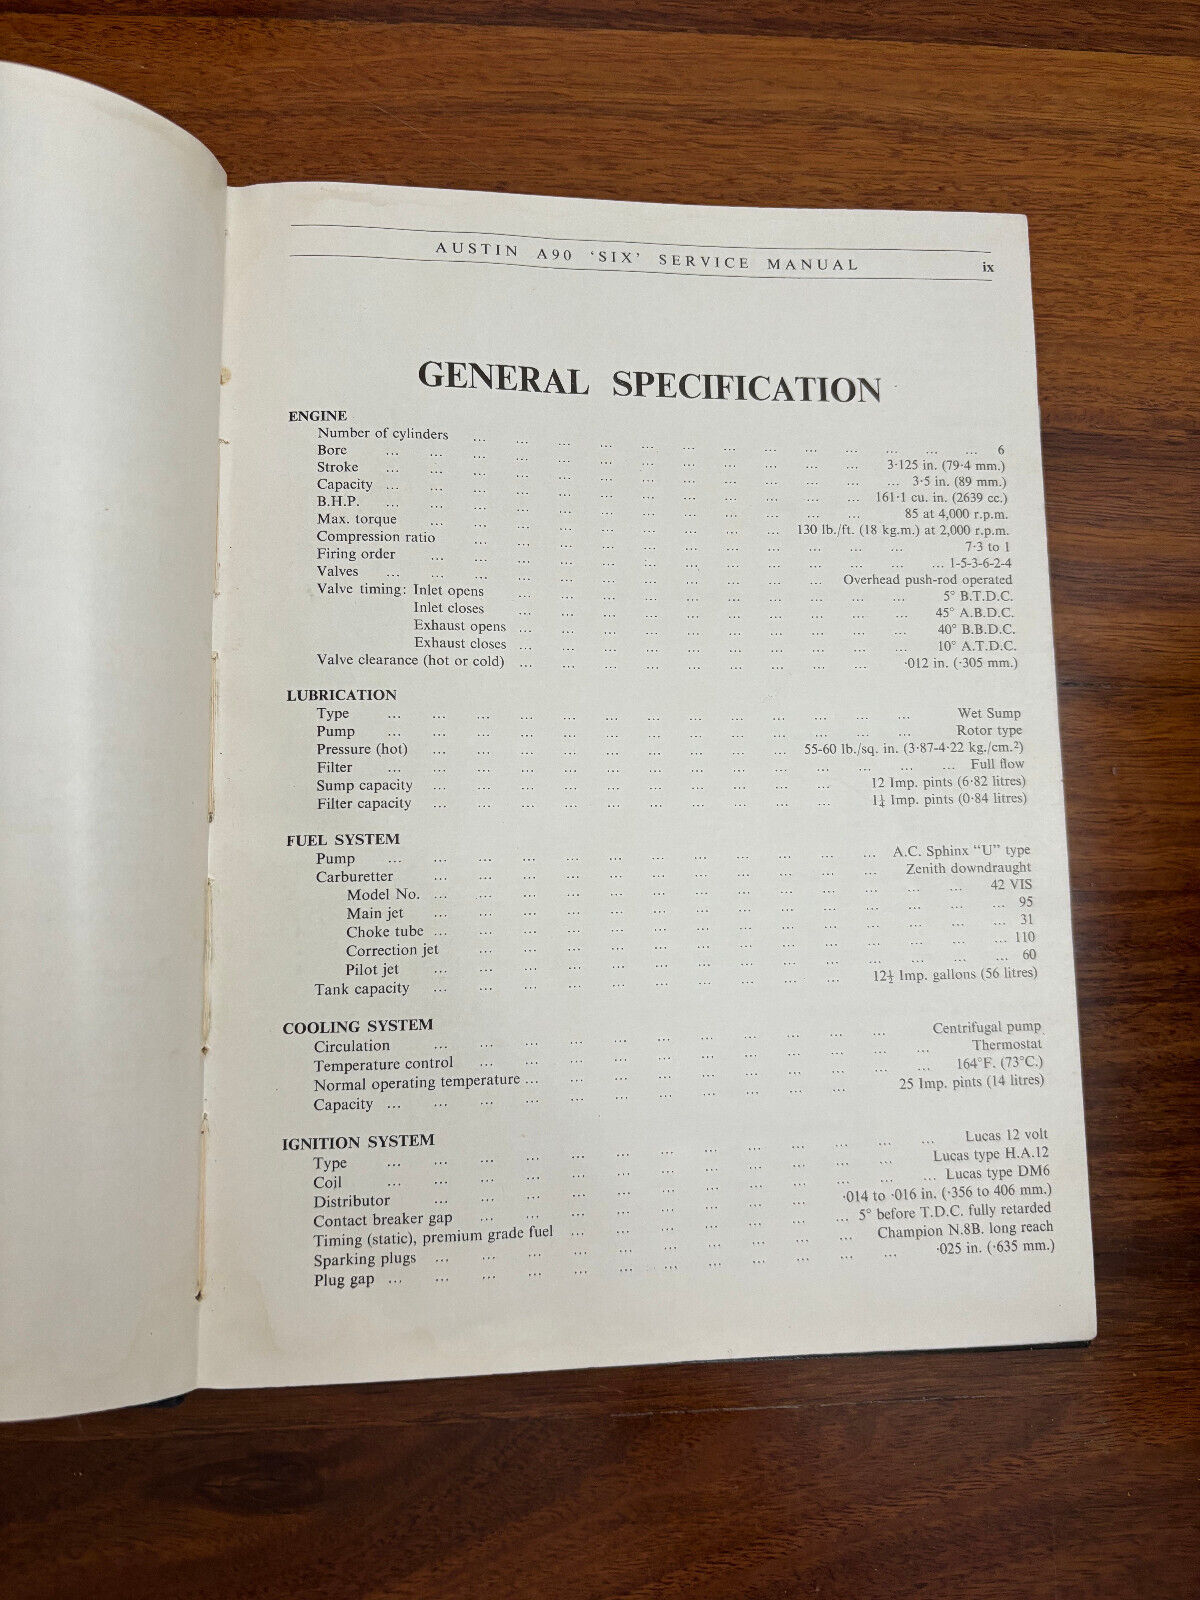 AUSTIN A90 ‘SIX’ SERVICE MANUAL ix
GENERAL SPECIFICATION
ENGINE
Number of cylinders ... 6
Bore ... 3·125 in. (79·4 mm.)
Stroke ... 3·5 in. (89 mm.)
Capacity ... 161·1 cu. in. (2639 cc.)
B.H.P. ... 85 at 4,000 r.p.m.
Max. torque ... 130 lb./ft. (18 kg.m.) at 2,000 r.p.m.
Compression ratio ... 7·3 to 1
Firing order ... 1-5-3-6-2-4
Valves ... Overhead push-rod operated
Valve timing: Inlet opens ... 5° B.T.D.C.
Inlet closes ... 45° A.B.D.C.
Exhaust opens ... 40° B.B.D.C.
Exhaust closes ... 10° A.T.D.C.
Valve clearance (hot or cold) ... ·012 in. (·305 mm.)
LUBRICATION
Type ... Wet Sump
Pump ... Rotor type
Pressure (hot) ... 55-60 lb./sq. in. (3·87-4·22 kg./cm.²)
Filter ... Full flow
Sump capacity ... 12 Imp. pints (6·82 litres)
Filter capacity ... 1½ Imp. pints (0·84 litres)
FUEL SYSTEM
Pump ... A.C. Sphinx “U” type
Carburetter ... Zenith downdraught
Model No. ... 42 VIS
Main jet ... 95
Choke tube ... 31
Correction jet ... 110
Pilot jet ... 60
Tank capacity ... 12½ Imp. gallons (56 litres)
COOLING SYSTEM
Circulation ... Centrifugal pump
Temperature control ... Thermostat
Normal operating temperature ... 164°F. (73°C.)
Capacity ... 25 Imp. pints (14 litres)
IGNITION SYSTEM
Type ... Lucas 12 volt
Coil ... Lucas type H.A.12
Distributor ... Lucas type DM6
Contact breaker gap ... ·014 to ·016 in. (·356 to 406 mm.)
Timing (static), premium grade fuel ... 5° before T.D.C. fully retarded
Sparking plugs ... Champion N.8B. long reach
Plug gap ... ·025 in. (·635 mm.)